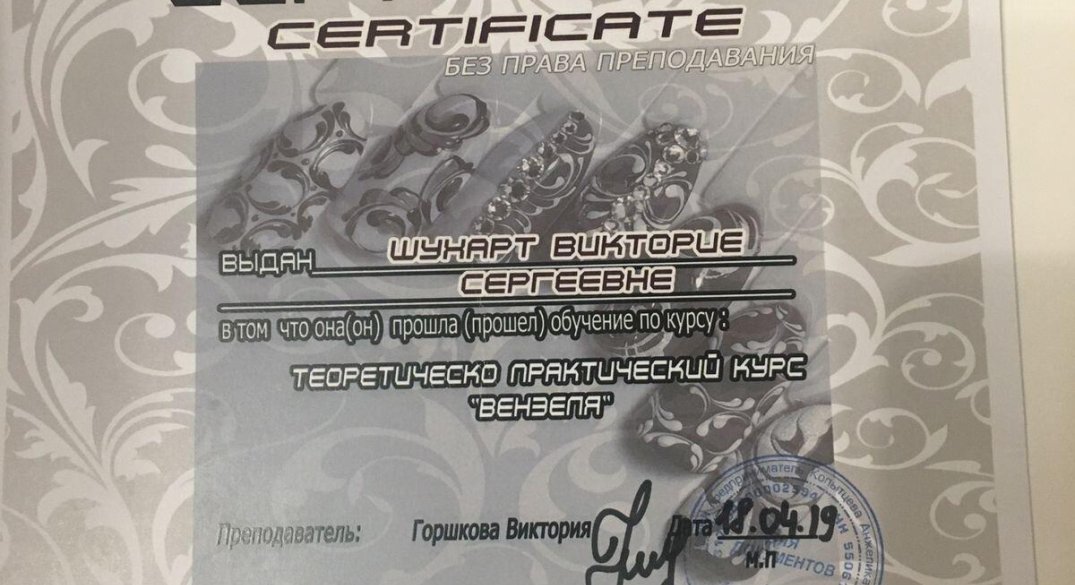 CERTIFICATE
БЕЗ ПРАВА ПРЕПОДАВАНИЯ
ВЫДАН ШУНАРТ ВИКТОРИЕ
СЕРГЕЕВНЕ
в том что она(он) прошла (прошел) обучение по курсу :
ТЕОРЕТИЧЕСКО ПРАКТИЧЕСКИЙ КУРС
"ВЕНЗЕЛЯ"
Преподаватель: Горшкова Виктория Дата 18.04.19
М.П